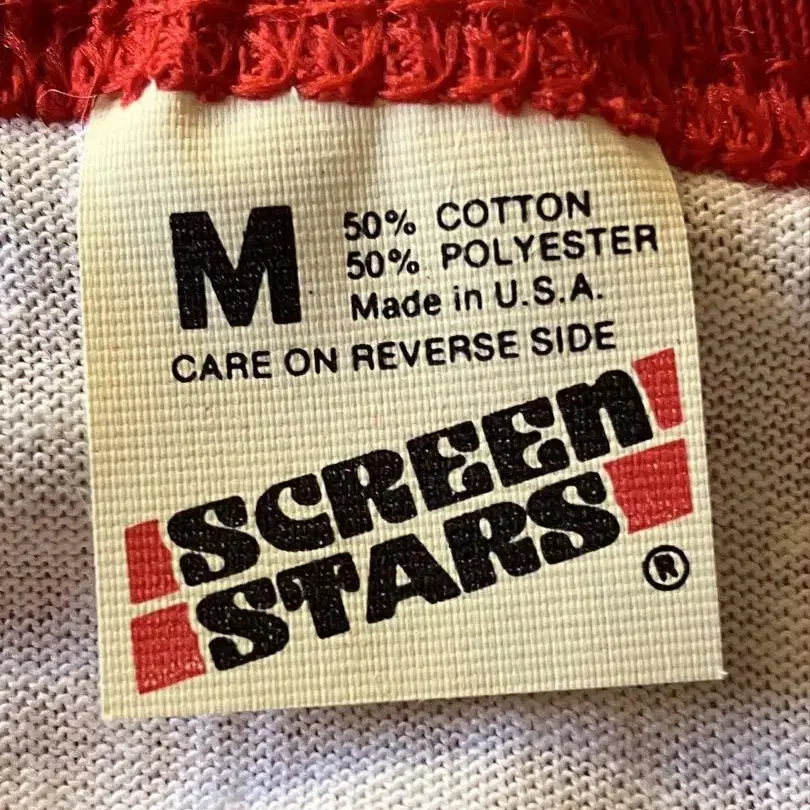 M
50% COTTON
50% POLYESTER
Made in U.S.A.
CARE ON REVERSE SIDE
SCREEn
STARS
®